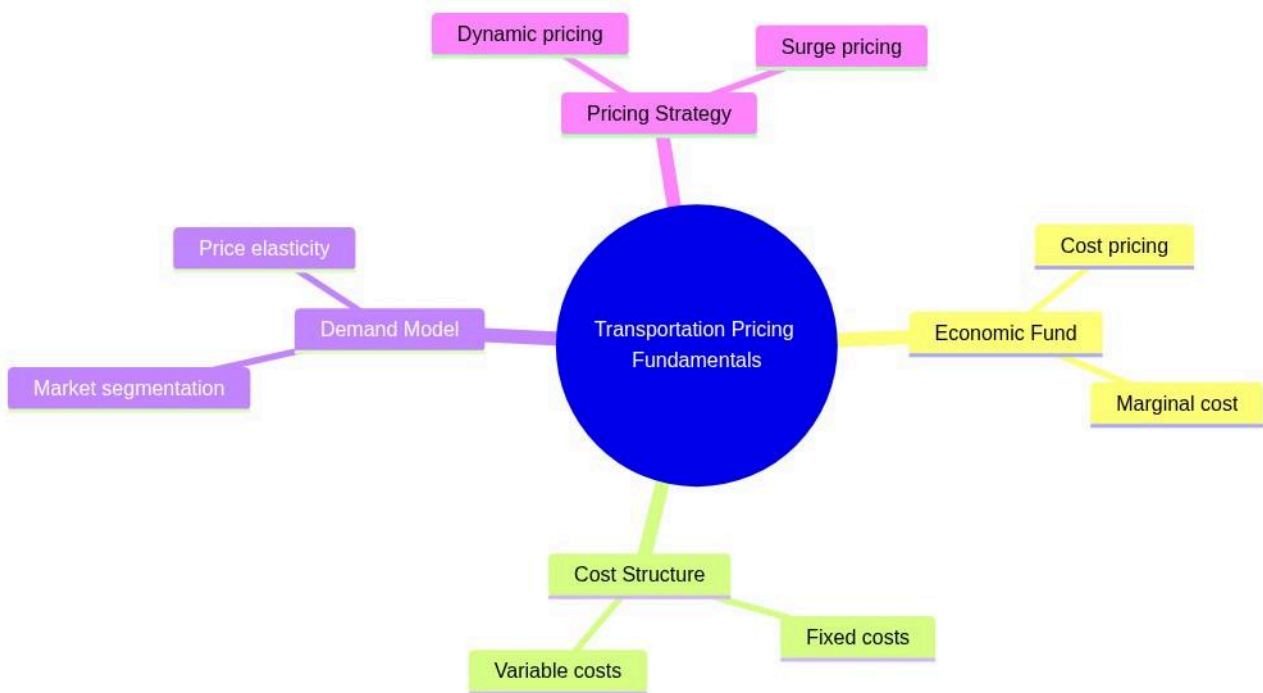 Dynamic pricing
Surge pricing
Pricing Strategy
Price elasticity
Cost pricing
Demand Model
Transportation Pricing
Fundamentals
Economic Fund
Market segmentation
Marginal cost
Cost Structure
Fixed costs
Variable costs